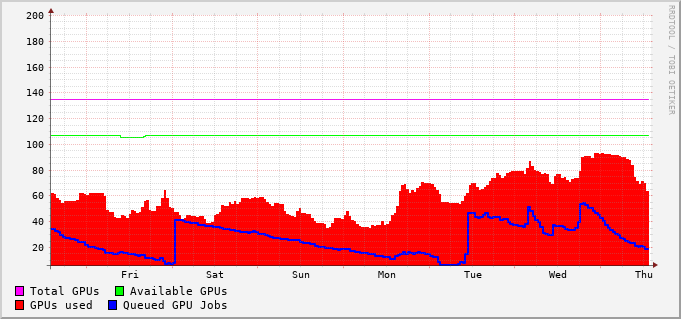 200
180
160
140
120
100
80
60
40
20
Fri Sat Sun Mon Tue Wed Thu
Total GPUs Available GPUs
GPUs used Queued GPU Jobs
RRDTOOL / TOBI OETIKER